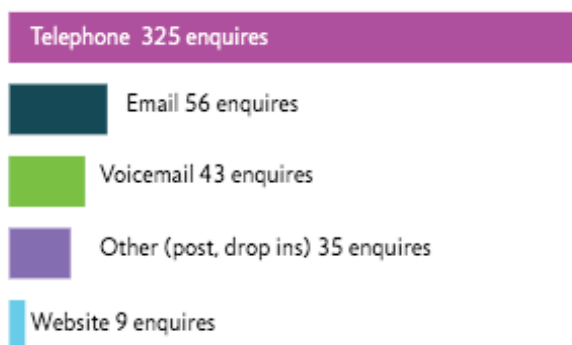 Telephone 325 enquires
Email 56 enquires
Voicemail 43 enquires
Other (post, drop ins) 35 enquires
Website 9 enquires